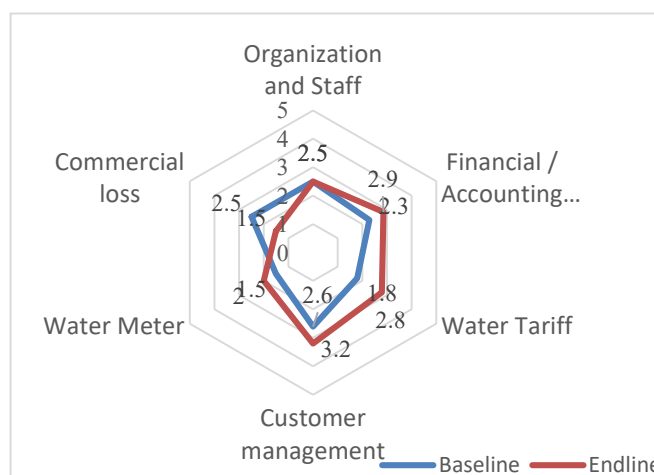 Organization
and Staff
5
4
3
2
1
0
2.5
Financial /
Accounting...
2.9
2.3
Water Tariff
1.8
2.8
Customer
management
2.6
3.2
Water Meter
1.5
2
Commercial
loss
2.5
1.5
Baseline
Endline